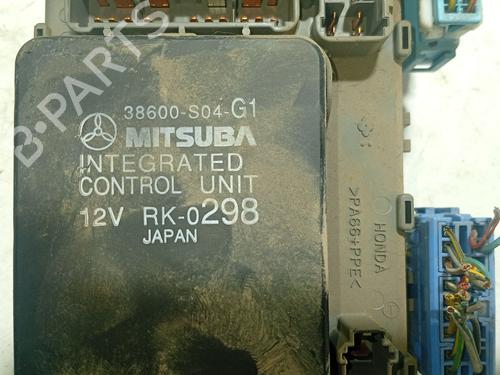 38600-S04-G1
MITSUBA
INTEGRATED
CONTROL UNIT
12V RK-0298
JAPAN
>PA66+PPE<
HONDA
B-PARTS